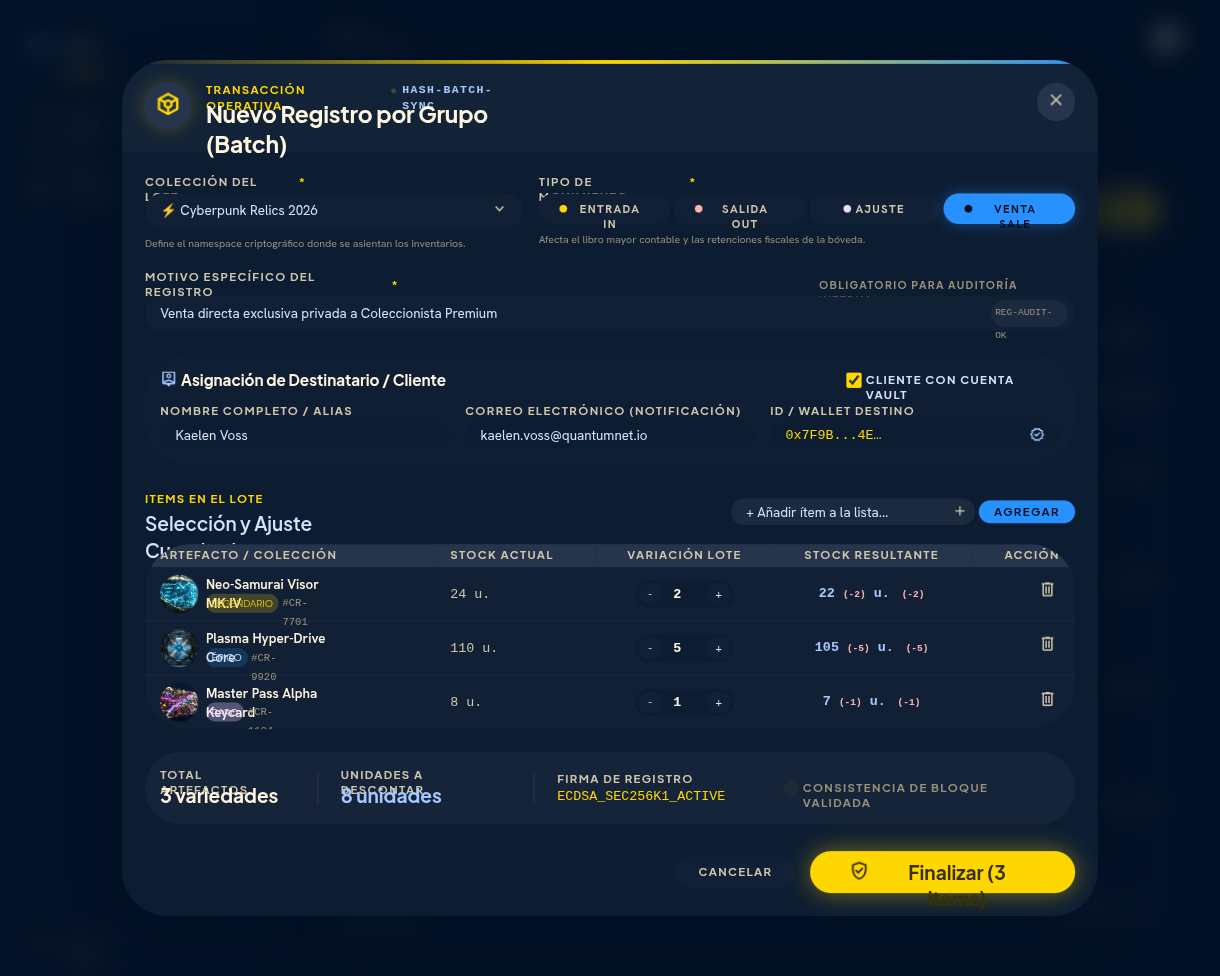 TRANSACCIÓN
OPERATIVA
HASH-BATCH-
SYNC
Nuevo Registro por Grupo
(Batch)
COLECCIÓN DEL
*
TIPO DE
*
⚡ Cyberpunk Relics 2026
ENTRADA
IN
SALIDA
OUT
AJUSTE
VENTA
SALE
Define el namespace criptográfico donde se asientan los inventarios.
Afecta el libro mayor contable y las retenciones fiscales de la bóveda.
MOTIVO ESPECÍFICO DEL
REGISTRO
*
OBLIGATORIO PARA AUDITORÍA
Venta directa exclusiva privada a Coleccionista Premium
REG-AUDIT-
OK
Asignación de Destinatario / Cliente
CLIENTE CON CUENTA
VAULT
NOMBRE COMPLETO / ALIAS
CORREO ELECTRÓNICO (NOTIFICACIÓN)
ID / WALLET DESTINO
Kaelen Voss
kaelen.voss@quantumnet.io
0x7F9B...4E…
ITEMS EN EL LOTE
Selección y Ajuste
+ Añadir ítem a la lista...
+
AGREGAR
ARTEFACTO / COLECCIÓN
STOCK ACTUAL
VARIACIÓN LOTE
STOCK RESULTANTE
ACCIÓN
Neo-Samurai Visor
MK.IV
LEGENDARIO
#CR-
7701
24 u.
- 2 +
22 (-2) u. (-2)
Plasma Hyper-Drive
Core
ÉPICO
#CR-
9920
110 u.
- 5 +
105 (-5) u. (-5)
Master Pass Alpha
Keycard
#CR-
8 u.
- 1 +
7 (-1) u. (-1)
TOTAL
ARTEFACTOS
3 variedades
UNIDADES A
DESCONTAR
8 unidades
FIRMA DE REGISTRO
ECDSA_SEC256K1_ACTIVE
CONSISTENCIA DE BLOQUE
VALIDADA
CANCELAR
Finalizar (3
items)